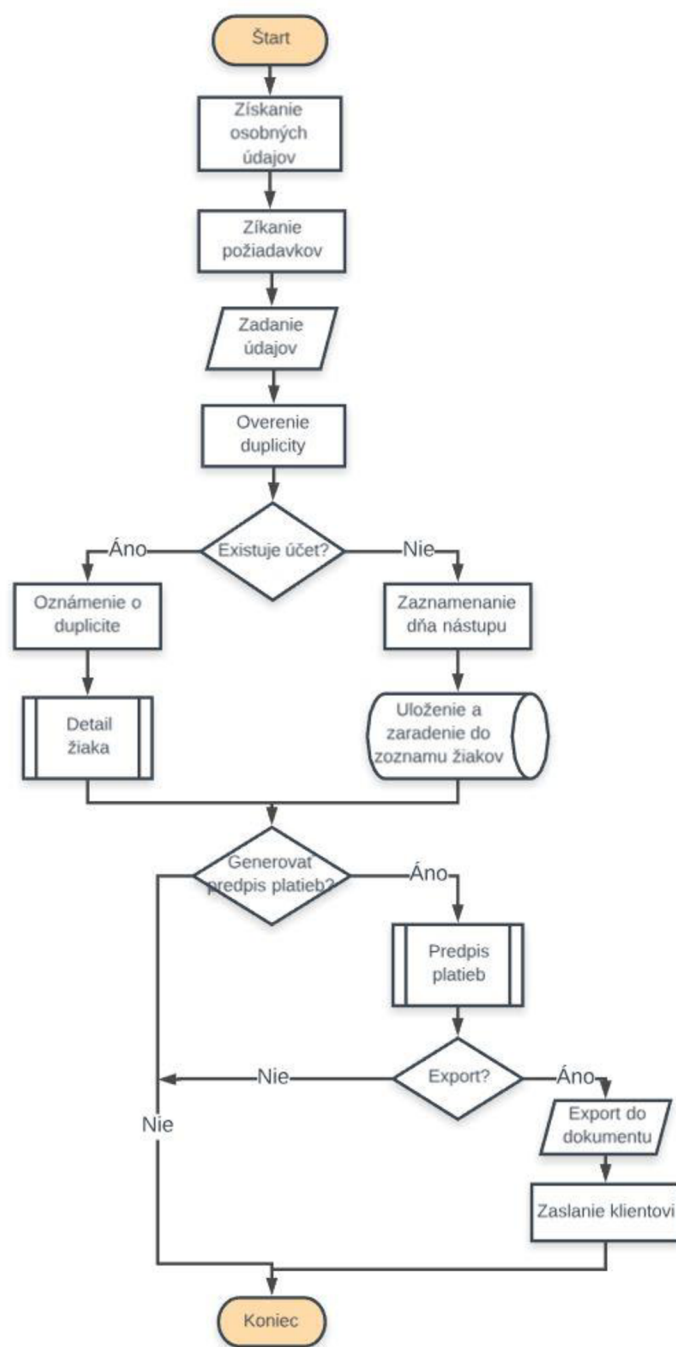 Štart
Získanie
osobných
údajov
Zíkanie
požiadavkov
Zadanie
údajov
Overenie
duplicity
Existuje účet?
Áno
Nie
Oznámenie o
duplicite
Zaznamenanie
dňa nástupu
Detail
žiaka
Uloženie a
zaradenie do
zoznamu žiakov
Generovat
predpis platieb?
Áno
Predpis
platieb
Export?
Nie
Áno
Nie
Export do
dokumentu
Zaslanie klientovi
Koniec